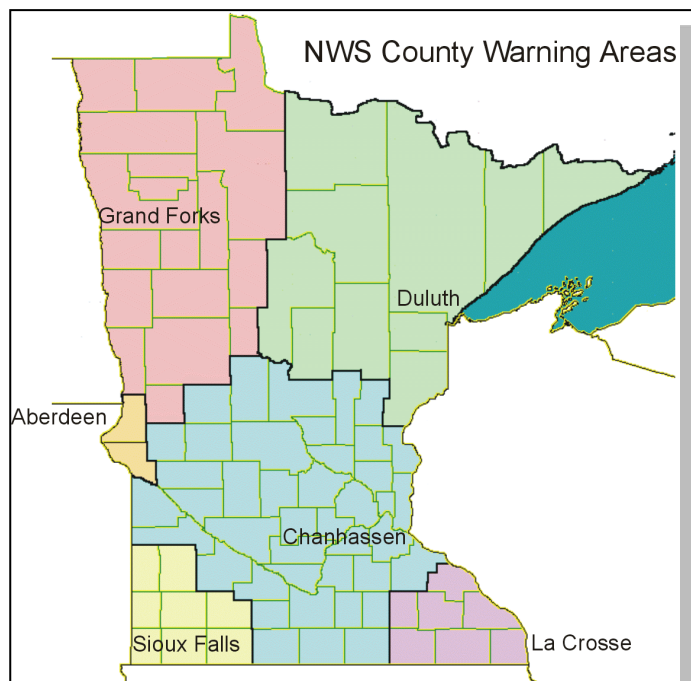 NWS County Warning Areas
Grand Forks
Duluth
Aberdeen
Chanhassen
Sioux Falls
La Crosse